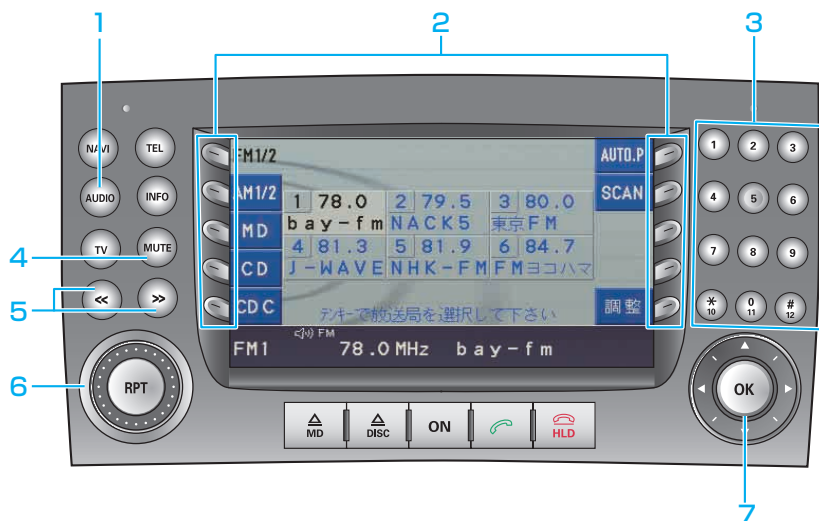 1
2
3
NAVI
TEL
AUDIO
INFO
TV
MUTE
4
5
<<
>>
6
RPT
FM1/2
AM1/2
MD
CD
CD C
AUTO.P
SCAN
調整
1 78.0 2 79.5 3 80.0
bay-fm NACK5 東京FM
4 81.3 5 81.9 6 84.7
J-WAVE NHK-FM FMヨコハマ
テンキーで放送局を選択して下さい
FM
FM1 78.0MHz bay-fm
MD
DISC
ON
HLD
1 2 3
4 5 6
7 8 9
* 0 #
10 11 12
OK
7